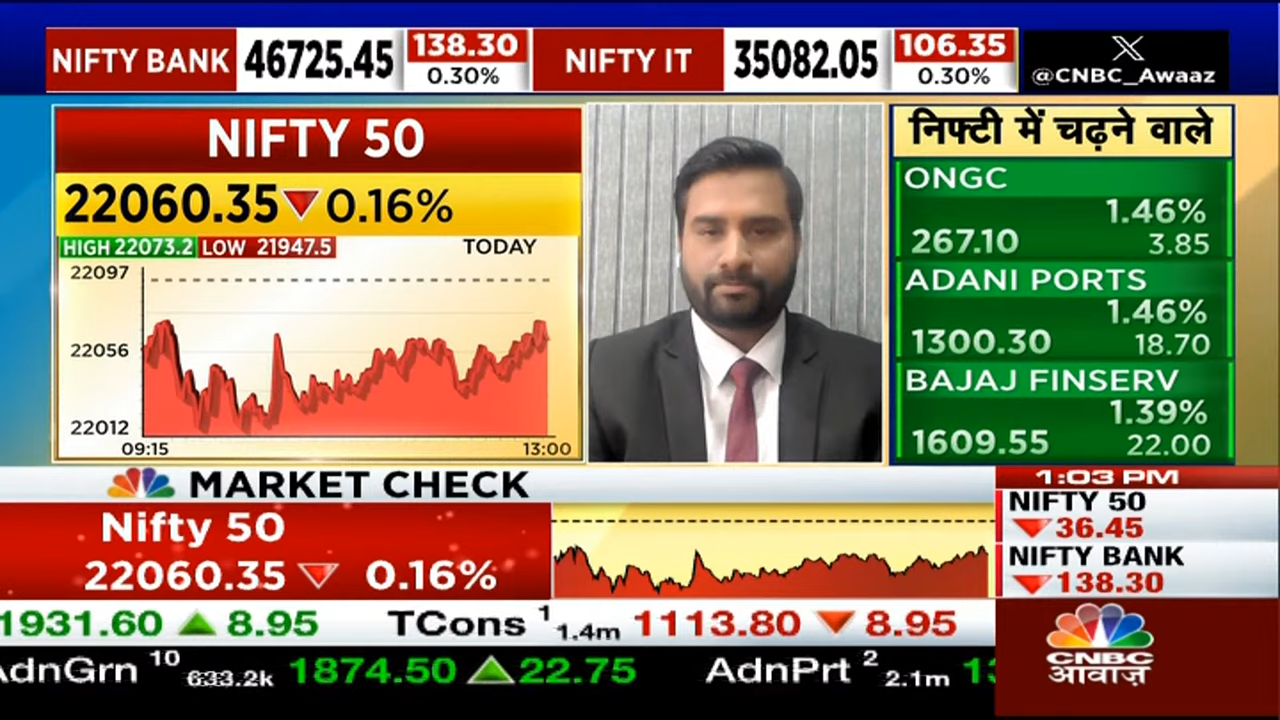 NIFTY BANK 46725.45 138.30 0.30% NIFTY IT 35082.05 106.35 0.30% X @CNBC_Awaaz
NIFTY 50
22060.35 0.16%
HIGH 22073.2 LOW 21947.5 TODAY
22097
22056
22012
09:15 13:00
निफ्टी में चढ़ने वाले
ONGC
1.46%
267.10 3.85
ADANI PORTS
1.46%
1300.30 18.70
BAJAJ FINSERV
1.39%
1609.55 22.00
MARKET CHECK
Nifty 50
22060.35 0.16%
1:03 PM
NIFTY 50
36.45
NIFTY BANK
138.30
1931.60 8.95 TCons 1 1.4m 1113.80 8.95
AdnGrn 10 633.2k 1874.50 22.75 AdnPrt 2 2.1m 13
CNBC
आवाज़